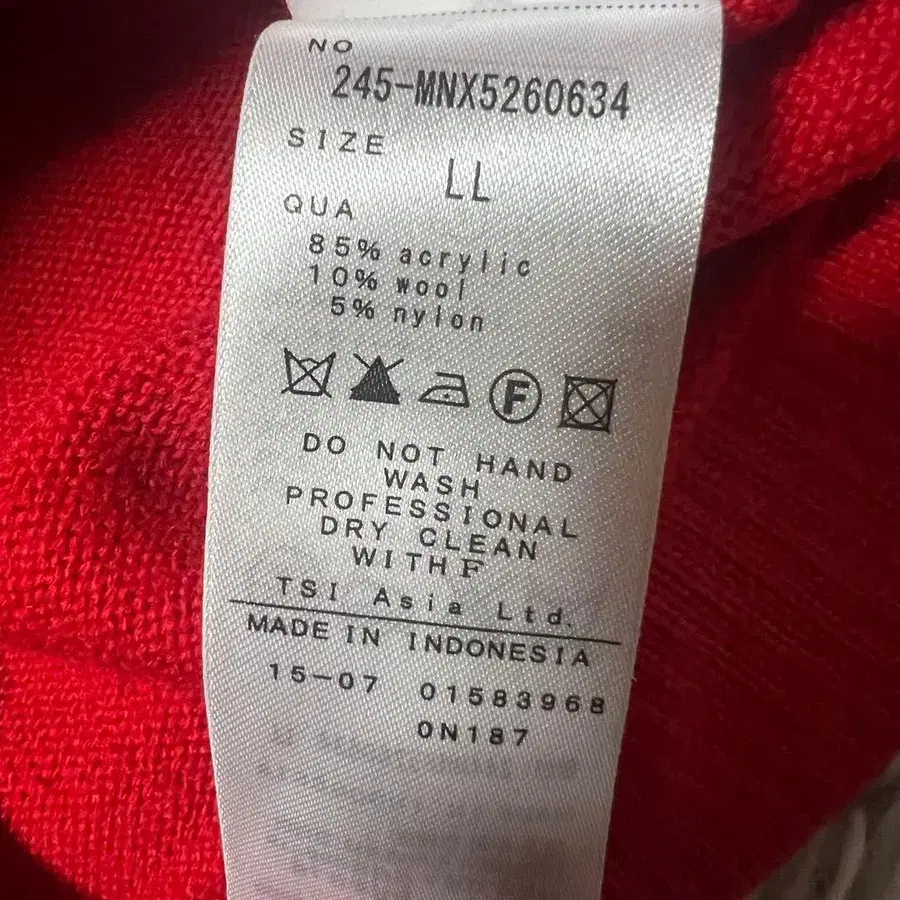 NO
245-MNX5260634
SIZE
LL
QUA
85% acrylic
10% wool
5% nylon
F
DO NOT HAND
WASH
PROFESSIONAL
DRY CLEAN
WITH F
TSI Asia Ltd.
MADE IN INDONESIA
15-07 01583968
0N187